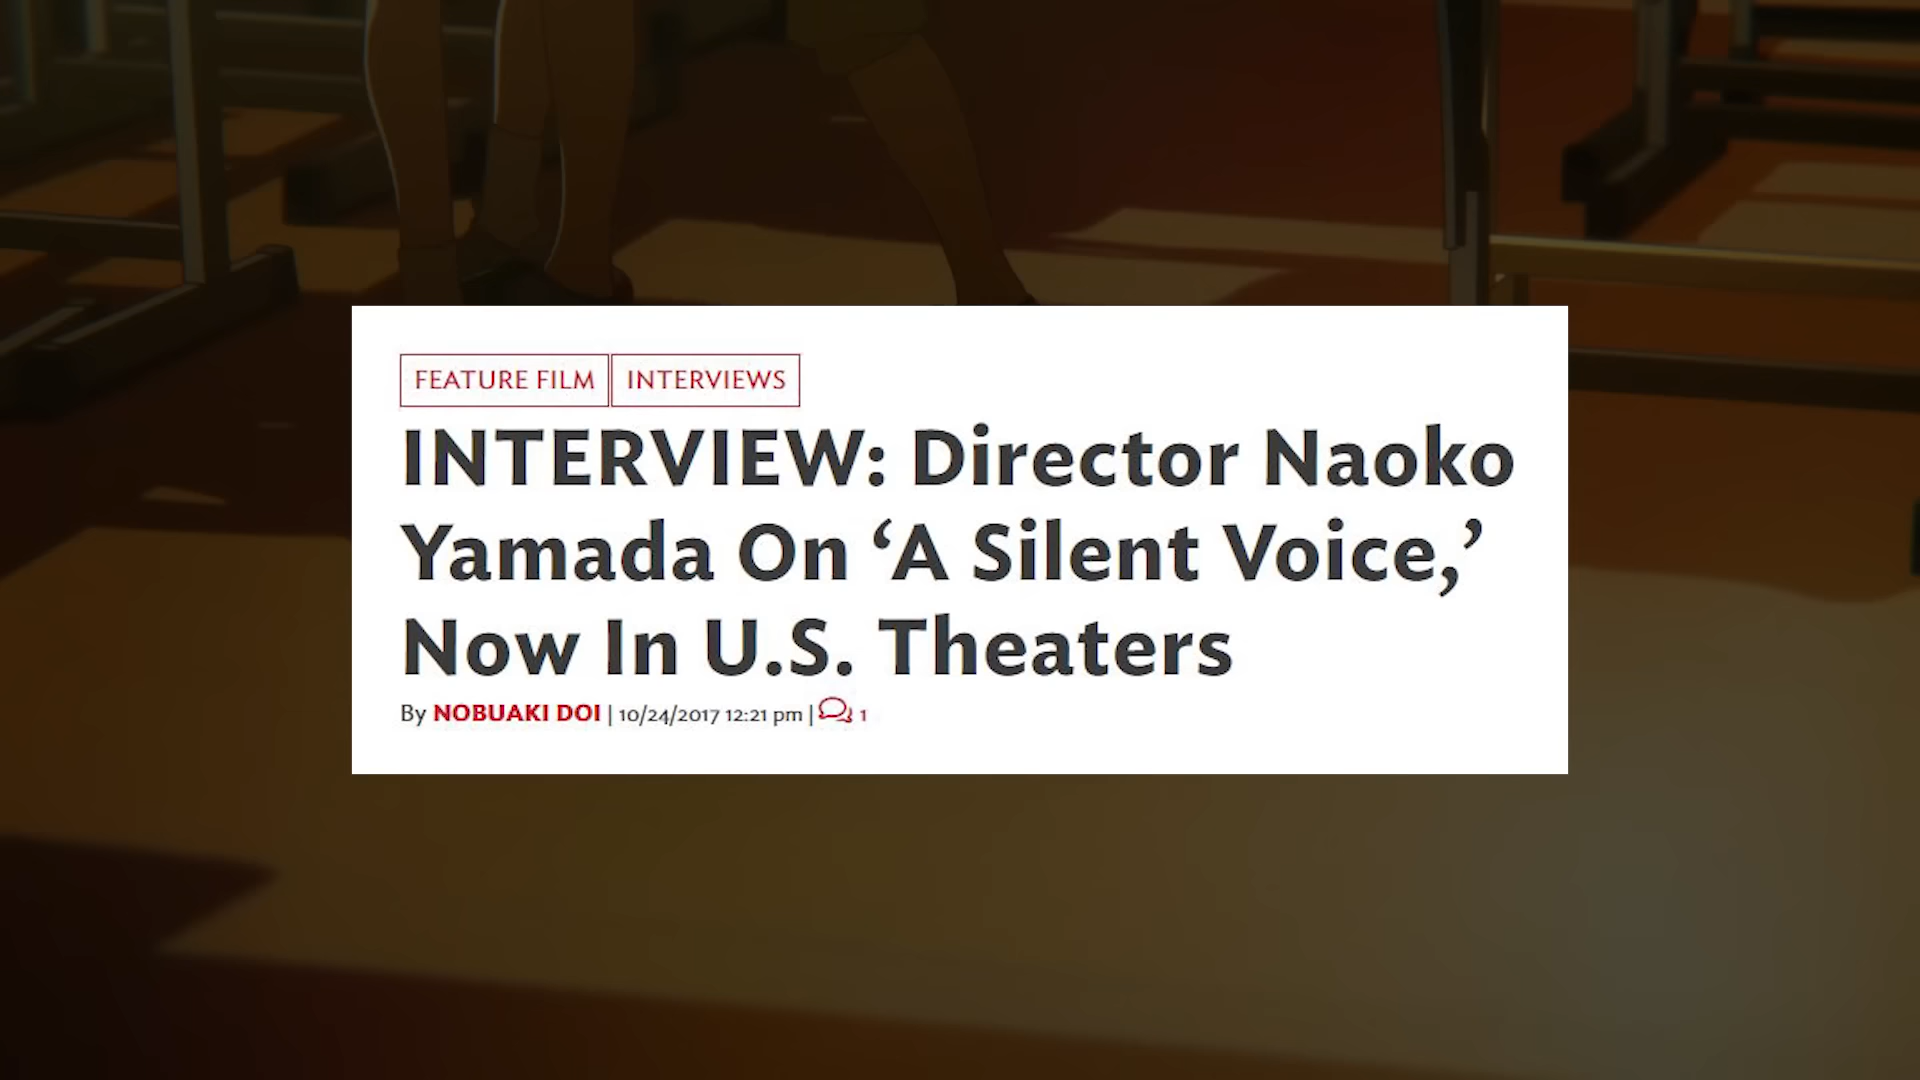 FEATURE FILM INTERVIEWS
INTERVIEW: Director Naoko
Yamada On ‘A Silent Voice,’
Now In U.S. Theaters
By NOBUAKI DOI | 10/24/2017 12:21 pm | 1